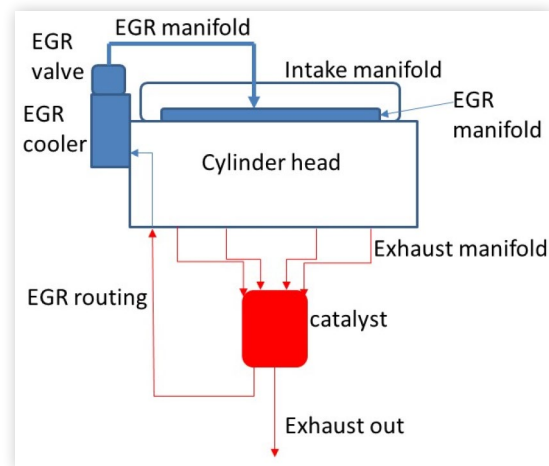 EGR manifold
EGR
valve
Intake manifold
EGR
manifold
EGR
cooler
Cylinder head
Exhaust manifold
EGR routing
catalyst
Exhaust out